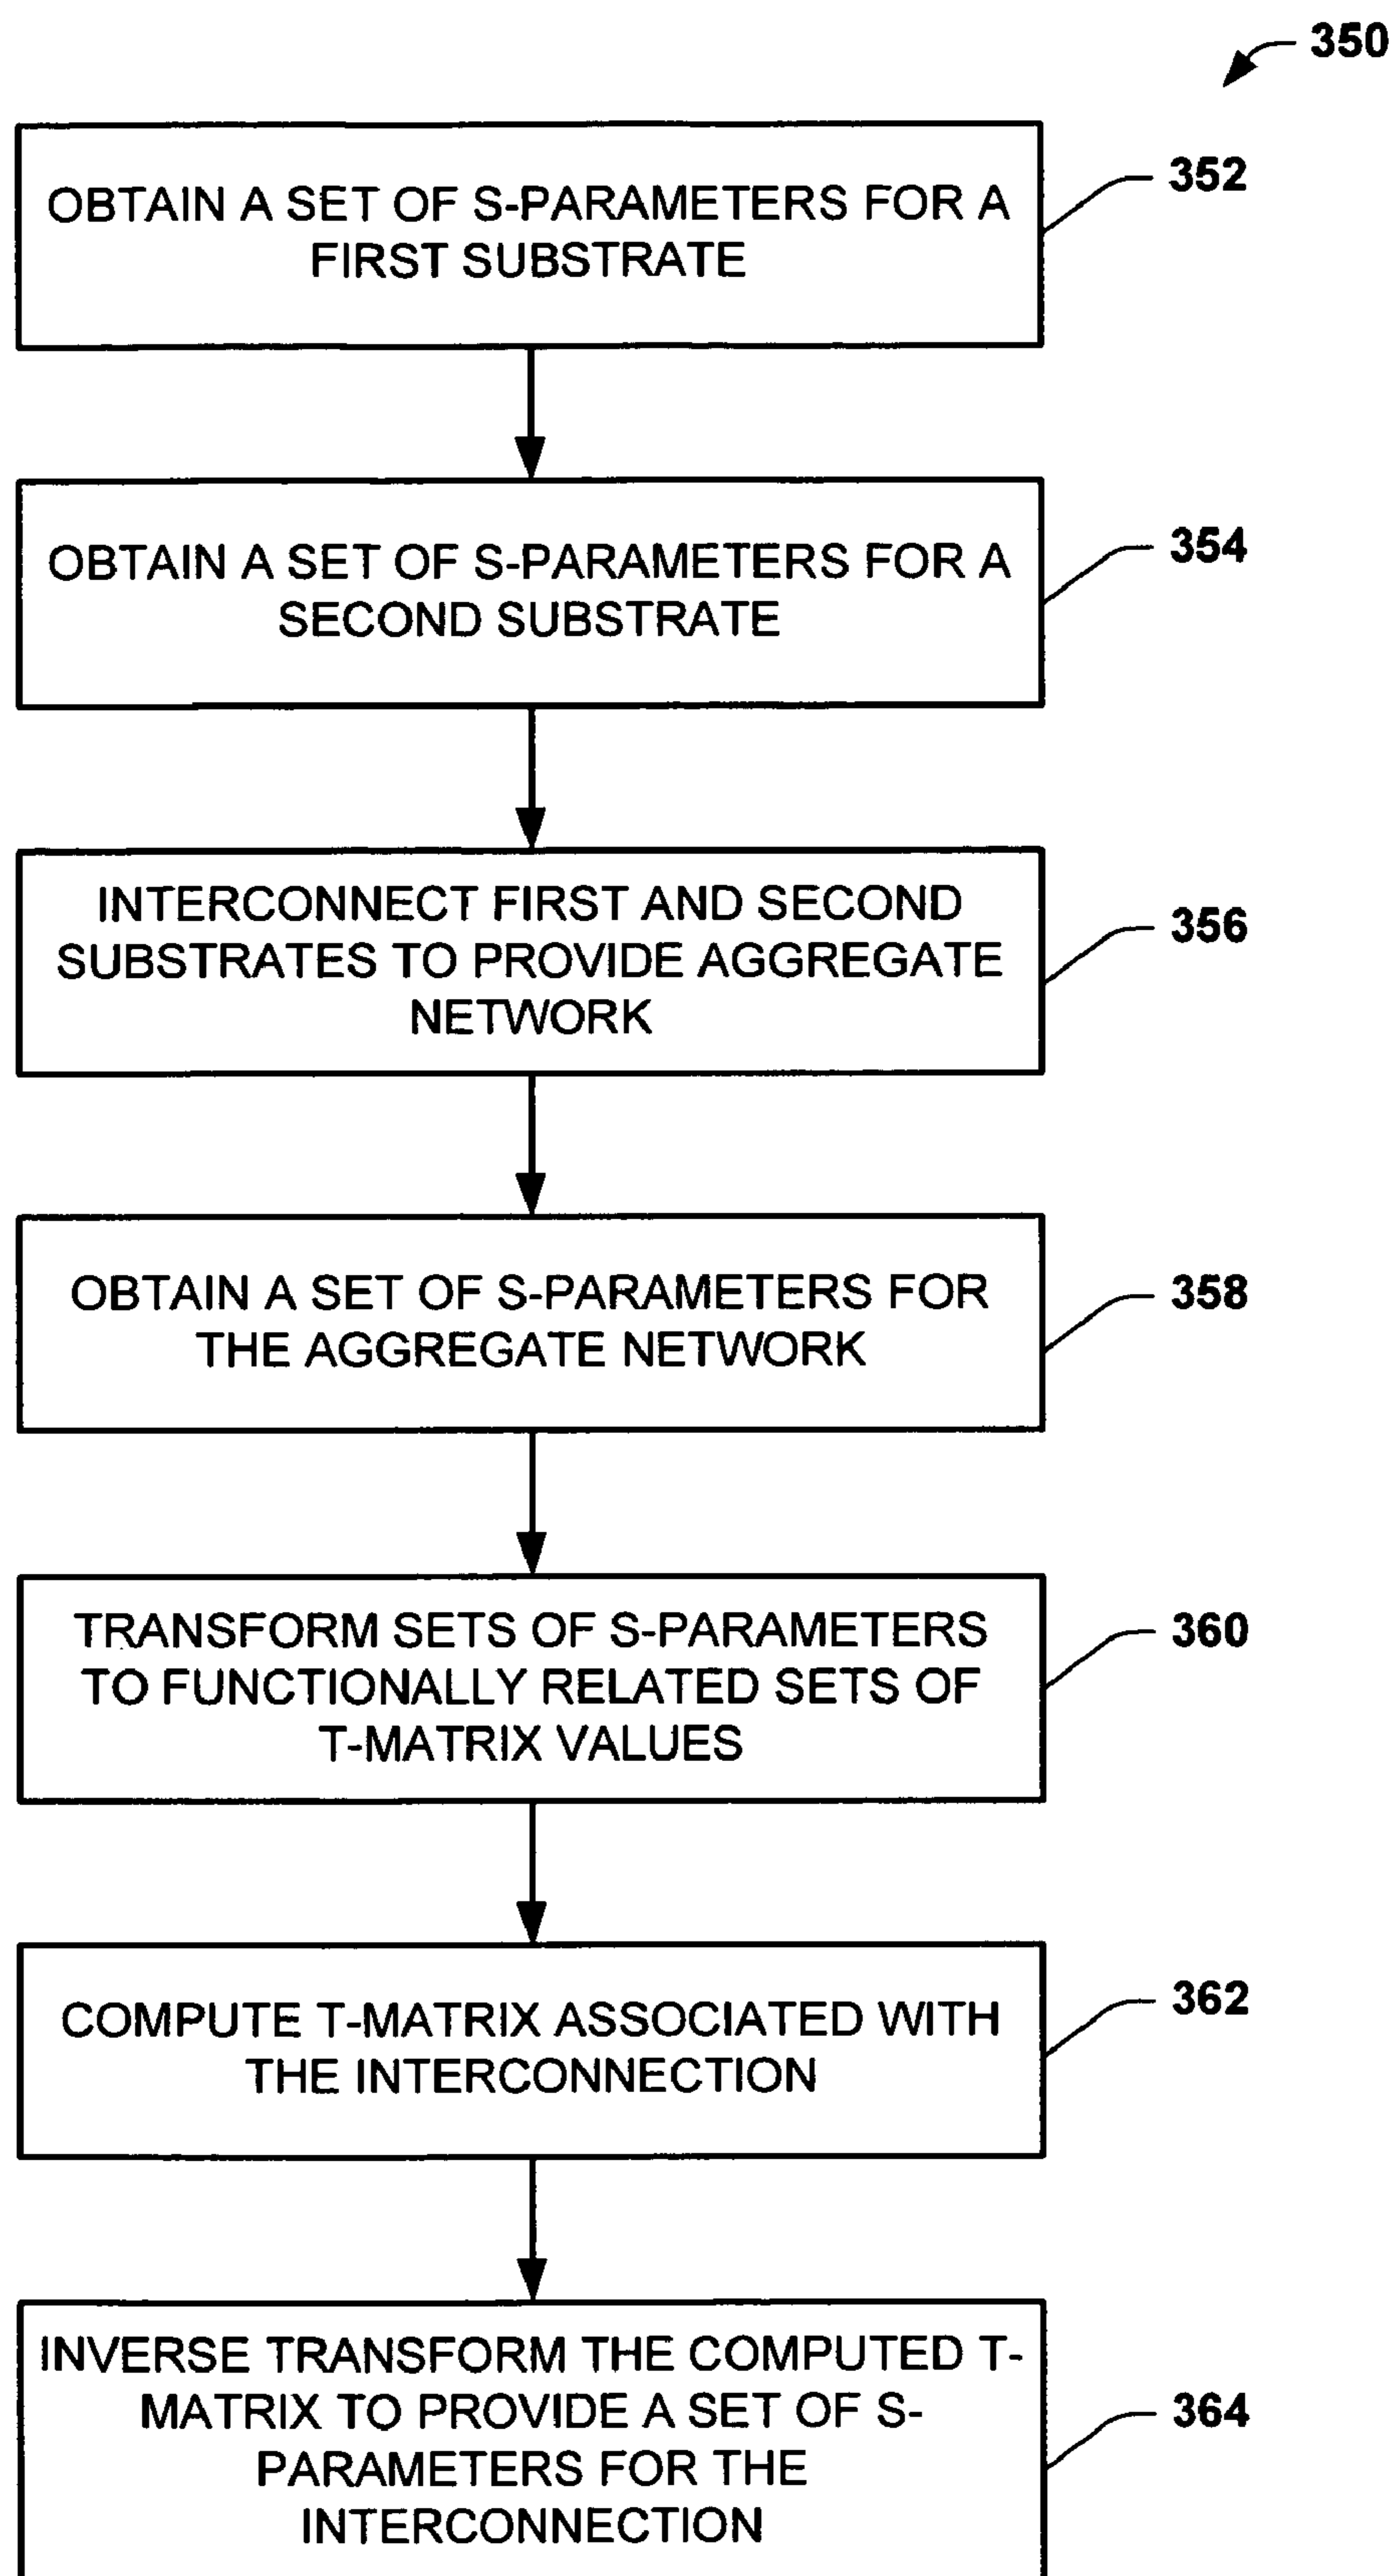 350
OBTAIN A SET OF S-PARAMETERS FOR A
FIRST SUBSTRATE
352
OBTAIN A SET OF S-PARAMETERS FOR A
SECOND SUBSTRATE
354
INTERCONNECT FIRST AND SECOND
SUBSTRATES TO PROVIDE AGGREGATE
NETWORK
356
OBTAIN A SET OF S-PARAMETERS FOR
THE AGGREGATE NETWORK
358
TRANSFORM SETS OF S-PARAMETERS
TO FUNCTIONALLY RELATED SETS OF
T-MATRIX VALUES
360
COMPUTE T-MATRIX ASSOCIATED WITH
THE INTERCONNECTION
362
INVERSE TRANSFORM THE COMPUTED T-
MATRIX TO PROVIDE A SET OF S-
PARAMETERS FOR THE
INTERCONNECTION
364